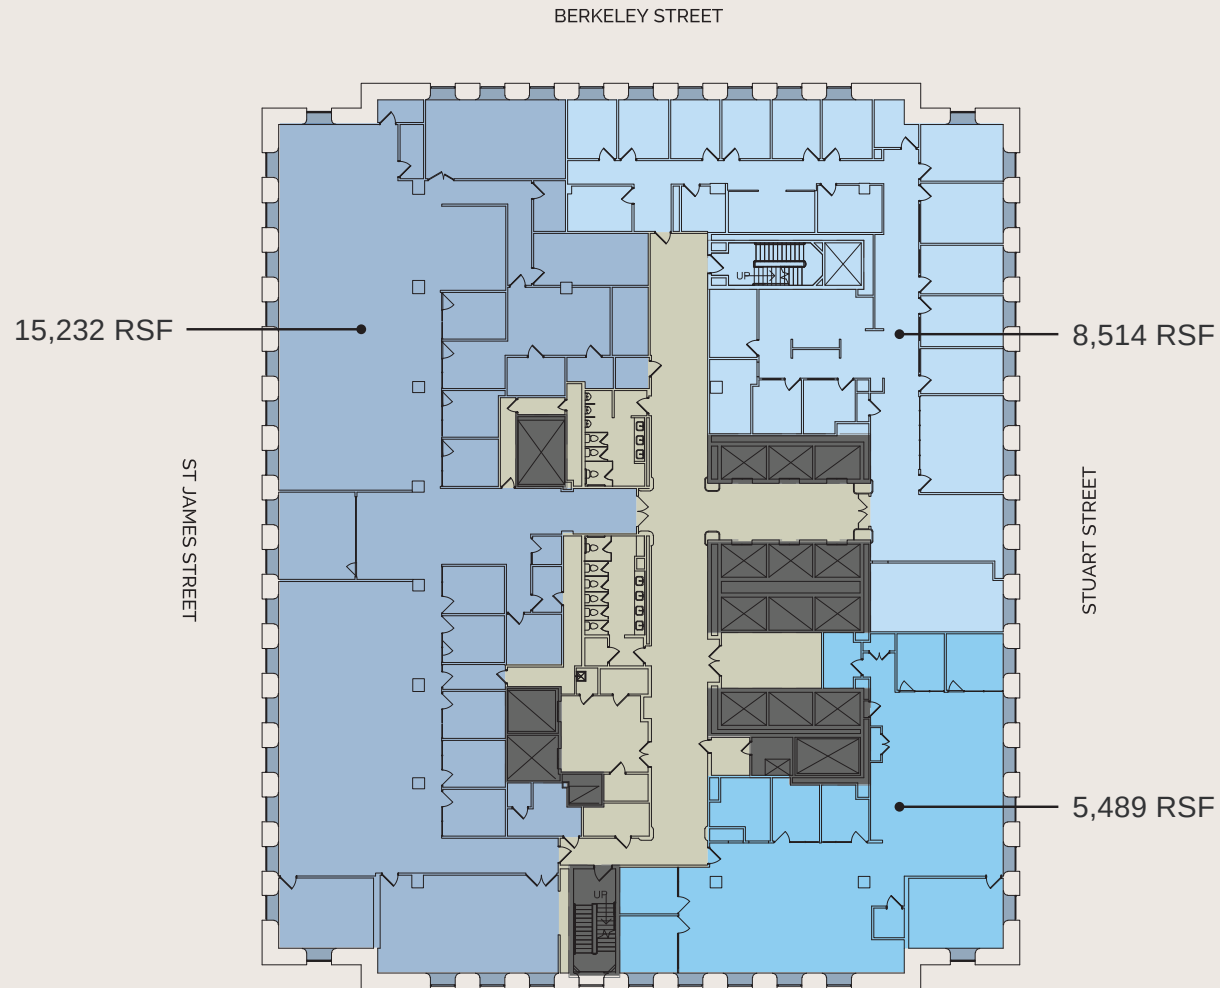 BERKELEY STREET
UP
15,232 RSF
8,514 RSF
ST JAMES STREET
STUART STREET
5,489 RSF
UP